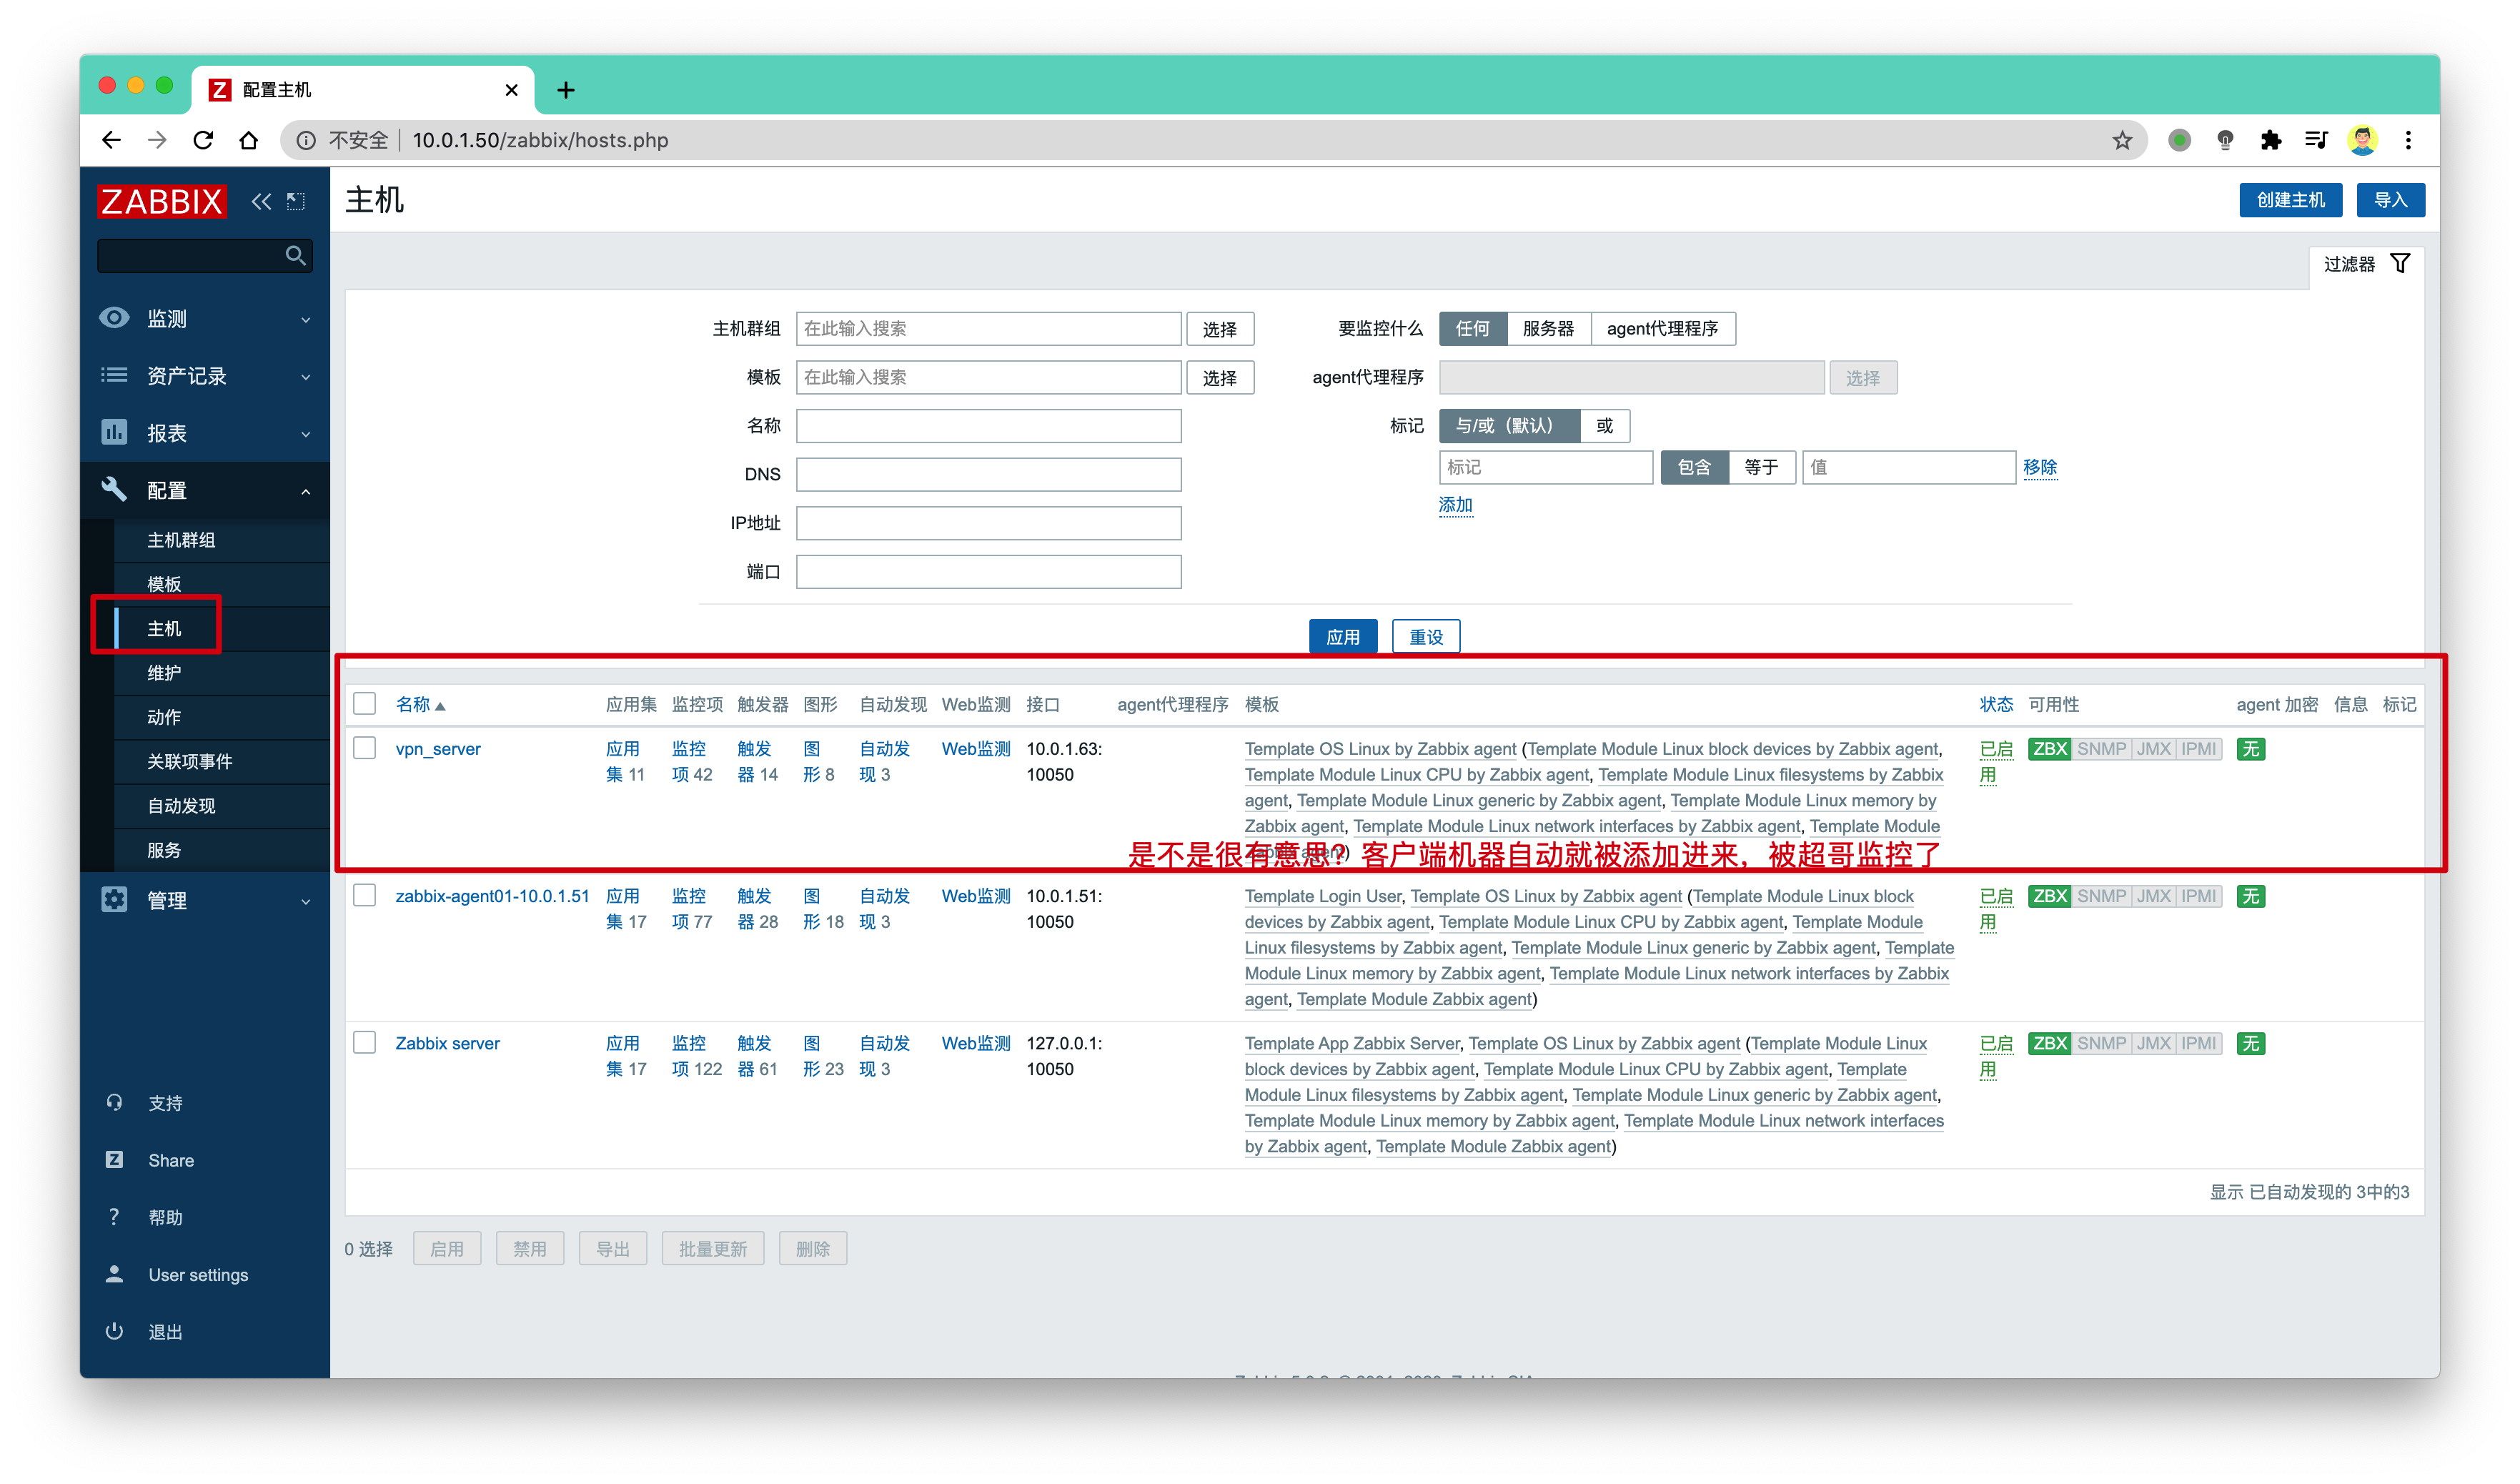 配置主机
不安全 | 10.0.1.50/zabbix/hosts.php
ZABBIX
主机
创建主机 导入
过滤器
监测
资产记录
报表
配置
主机群组
模板
主机
维护
动作
关联项事件
自动发现
服务
管理
支持
Share
帮助
User settings
退出
主机群组 在此输入搜索 选择
模板 在此输入搜索 选择
名称
DNS
IP地址
端口
要监控什么 任何 服务器 agent代理程序
agent代理程序 选择
标记 与/或（默认） 或
标记 包含 等于 值 移除
添加
应用 重设
名称 应用集 监控项 触发器 图形 自动发现 Web监测 接口 agent代理程序 模板 状态 可用性 agent 加密 信息 标记
vpn_server 应用 监控 触发 图 自动发 Web监测 10.0.1.63: Template OS Linux by Zabbix agent (Template Module Linux block devices by Zabbix agent, 已启 ZBX SNMP JMX IPMI 无
集 11 项 42 器 14 形 8 现 3 10050 Template Module Linux CPU by Zabbix agent, Template Module Linux filesystems by Zabbix 用
agent, Template Module Linux generic by Zabbix agent, Template Module Linux memory by
Zabbix agent, Template Module Linux network interfaces by Zabbix agent, Template Module
Zabbix agent)
是不是很有意思？客户端机器自动就被添加进来，被超哥监控了
zabbix-agent01-10.0.1.51 应用 监控 触发 图 自动发 Web监测 10.0.1.51: Template Login User, Template OS Linux by Zabbix agent (Template Module Linux block 已启 ZBX SNMP JMX IPMI 无
集 17 项 77 器 28 形 18 现 3 10050 devices by Zabbix agent, Template Module Linux CPU by Zabbix agent, Template Module 用
Linux filesystems by Zabbix agent, Template Module Linux generic by Zabbix agent, Template
Module Linux memory by Zabbix agent, Template Module Linux network interfaces by Zabbix
agent, Template Module Zabbix agent)
Zabbix server 应用 监控 触发 图 自动发 Web监测 127.0.0.1: Template App Zabbix Server, Template OS Linux by Zabbix agent (Template Module Linux 已启 ZBX SNMP JMX IPMI 无
集 17 项 122 器 61 形 23 现 3 10050 block devices by Zabbix agent, Template Module Linux CPU by Zabbix agent, Template 用
Module Linux filesystems by Zabbix agent, Template Module Linux generic by Zabbix agent,
Template Module Linux memory by Zabbix agent, Template Module Linux network interfaces
by Zabbix agent, Template Module Zabbix agent)
显示 已自动发现的 3中的3
0 选择 启用 禁用 导出 批量更新 删除